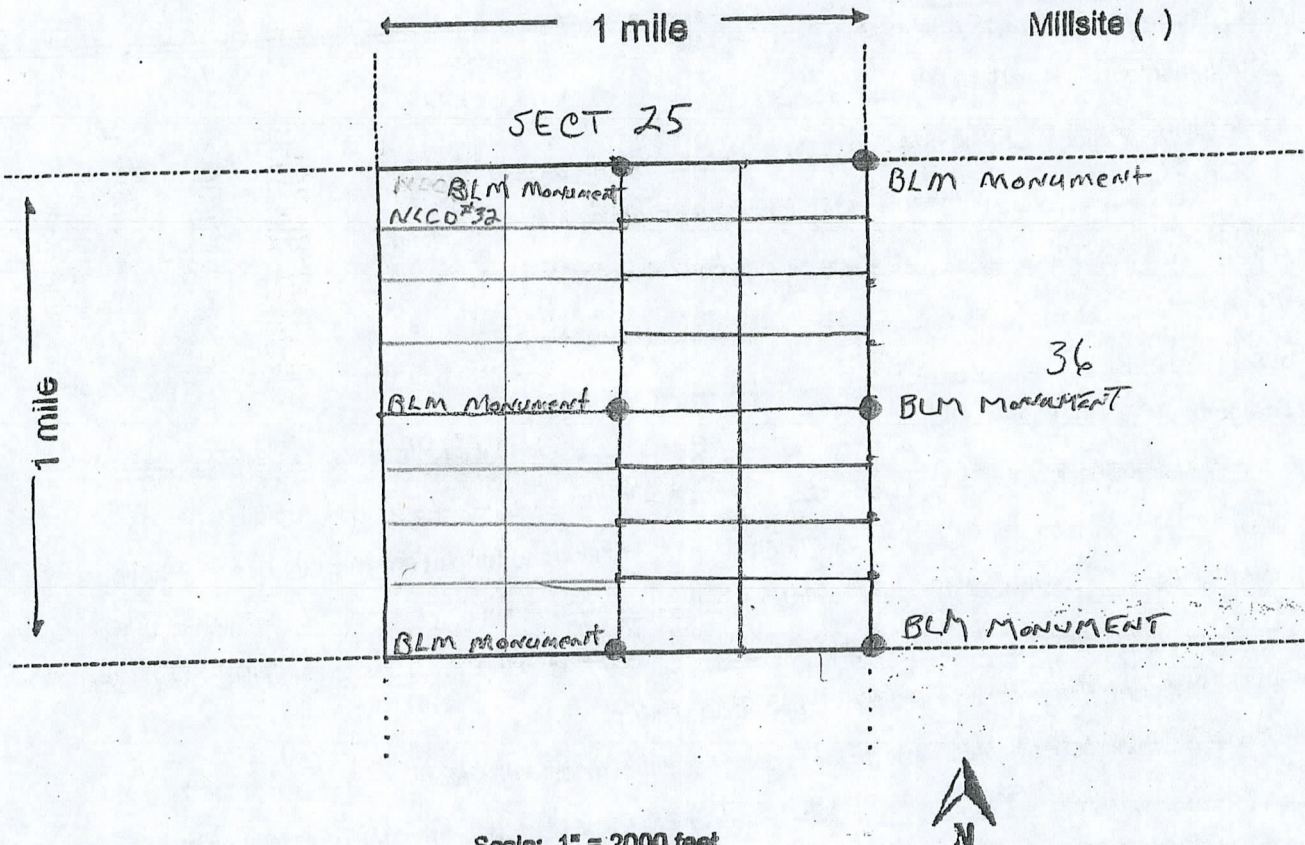 1 mile
Millsite ( )
SECT 25
BLM Monument
BLM Monument
NLCO #32
1 mile
36
BLM Monument
BLM MONUMENT
BLM Monument
BLM MONUMENT
Scale: 1" = 2000 feet
N